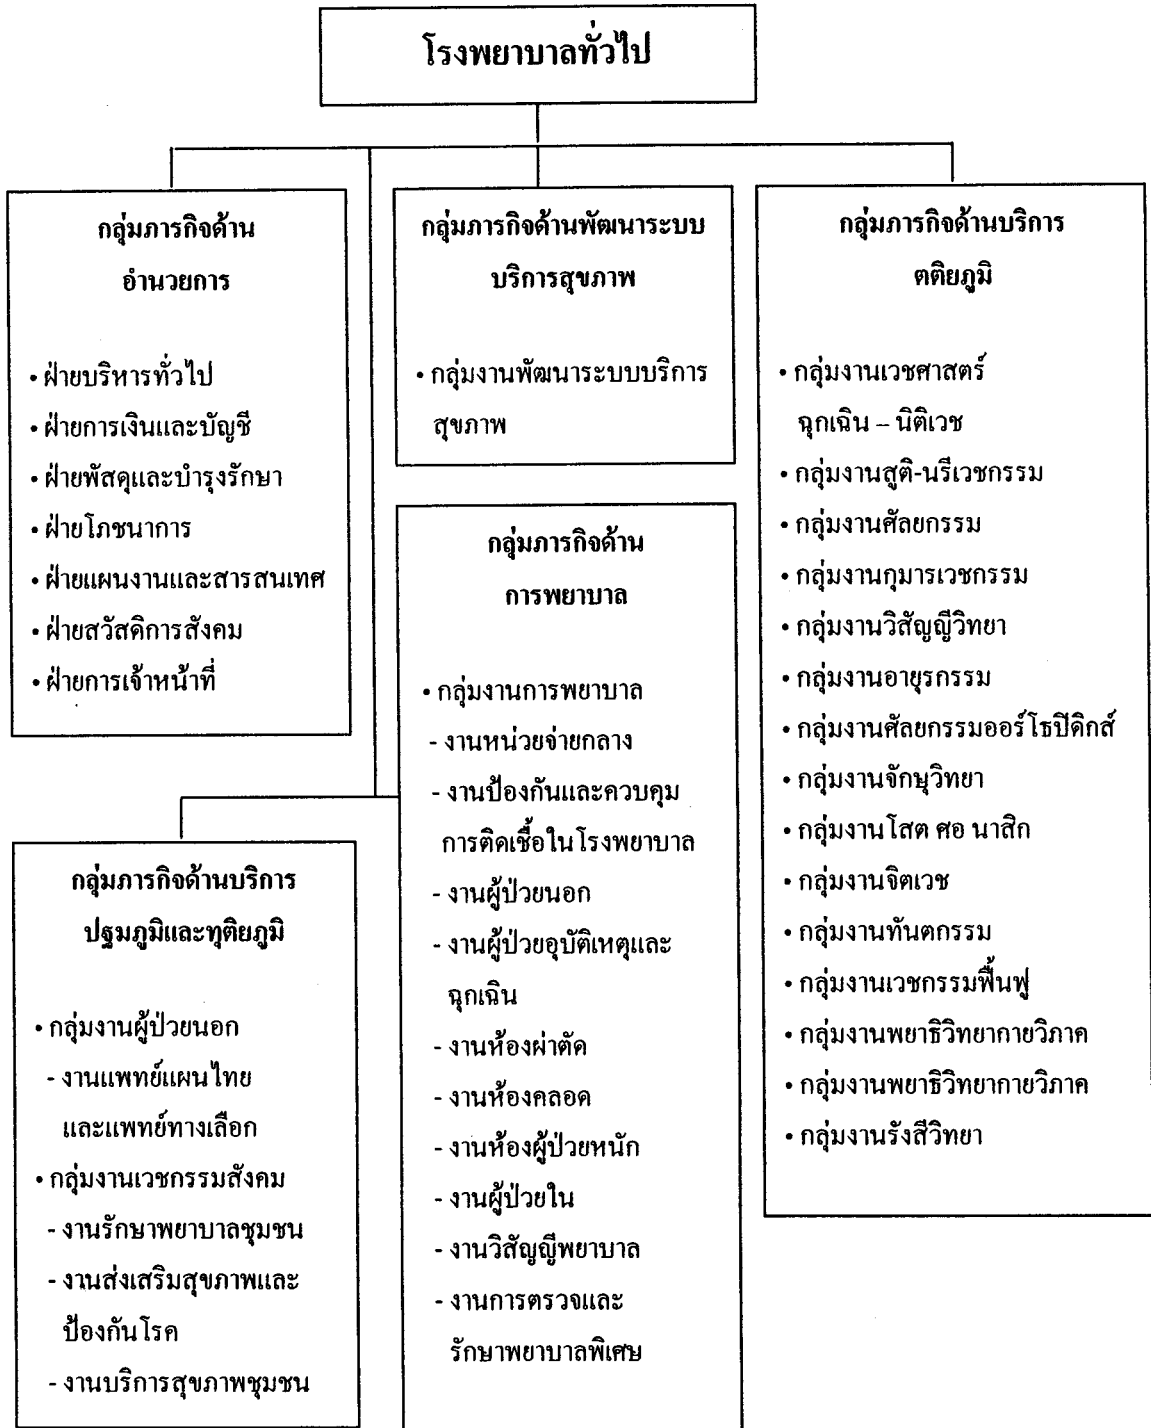 โรงพยาบาลทั่วไป
กลุ่มภารกิจด้าน
อำนวยการ
• ฝ่ายบริหารทั่วไป
• ฝ่ายการเงินและบัญชี
• ฝ่ายพัสดุและบำรุงรักษา
• ฝ่ายโภชนาการ
• ฝ่ายแผนงานและสารสนเทศ
• ฝ่ายสวัสดิการสังคม
• ฝ่ายการเจ้าหน้าที่
กลุ่มภารกิจด้านพัฒนาระบบ
บริการสุขภาพ
• กลุ่มงานพัฒนาระบบบริการ
สุขภาพ
กลุ่มภารกิจด้านบริการ
ตติยภูมิ
• กลุ่มงานเวชศาสตร์
ฉุกเฉิน – นิติเวช
• กลุ่มงานสูติ-นรีเวชกรรม
• กลุ่มงานศัลยกรรม
• กลุ่มงานกุมารเวชกรรม
• กลุ่มงานวิสัญญีวิทยา
• กลุ่มงานอายุรกรรม
• กลุ่มงานศัลยกรรมออร์โธปิดิกส์
• กลุ่มงานจักษุวิทยา
• กลุ่มงานโสต ศอ นาสิก
• กลุ่มงานจิตเวช
• กลุ่มงานทันตกรรม
• กลุ่มงานเวชกรรมฟื้นฟู
• กลุ่มงานพยาธิวิทยากายวิภาค
• กลุ่มงานพยาธิวิทยากายวิภาค
• กลุ่มงานรังสีวิทยา
กลุ่มภารกิจด้าน
การพยาบาล
• กลุ่มงานการพยาบาล
- งานหน่วยจ่ายกลาง
- งานป้องกันและควบคุม
การติดเชื้อในโรงพยาบาล
- งานผู้ป่วยนอก
- งานผู้ป่วยอุบัติเหตุและ
ฉุกเฉิน
- งานห้องผ่าตัด
- งานห้องคลอด
- งานห้องผู้ป่วยหนัก
- งานผู้ป่วยใน
- งานวิสัญญีพยาบาล
- งานการตรวจและ
รักษาพยาบาลพิเศษ
กลุ่มภารกิจด้านบริการ
ปฐมภูมิและทุติยภูมิ
• กลุ่มงานผู้ป่วยนอก
- งานแพทย์แผนไทย
และแพทย์ทางเลือก
• กลุ่มงานเวชกรรมสังคม
- งานรักษาพยาบาลชุมชน
- งานส่งเสริมสุขภาพและ
ป้องกันโรค
- งานบริการสุขภาพชุมชน